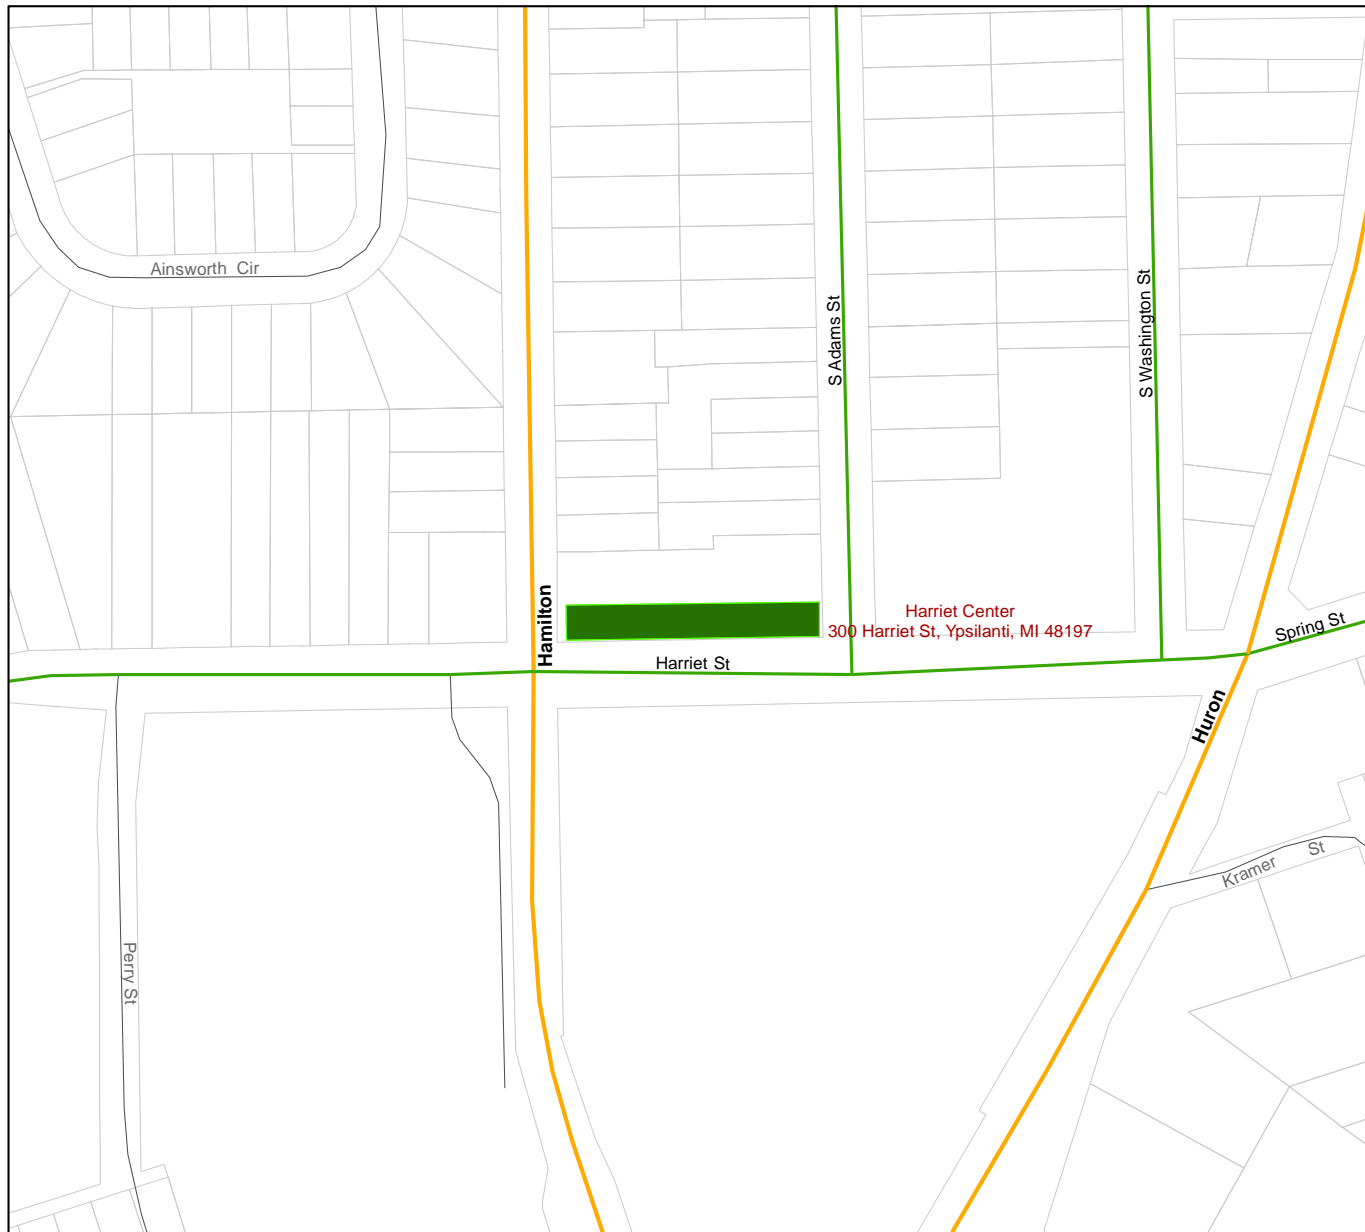 Ainsworth Cir
S Adams St
S Washington St
Hamilton
Harriet Center
300 Harriet St, Ypsilanti, MI 48197
Spring St
Harriet St
Huron
Kramer St
Perry St